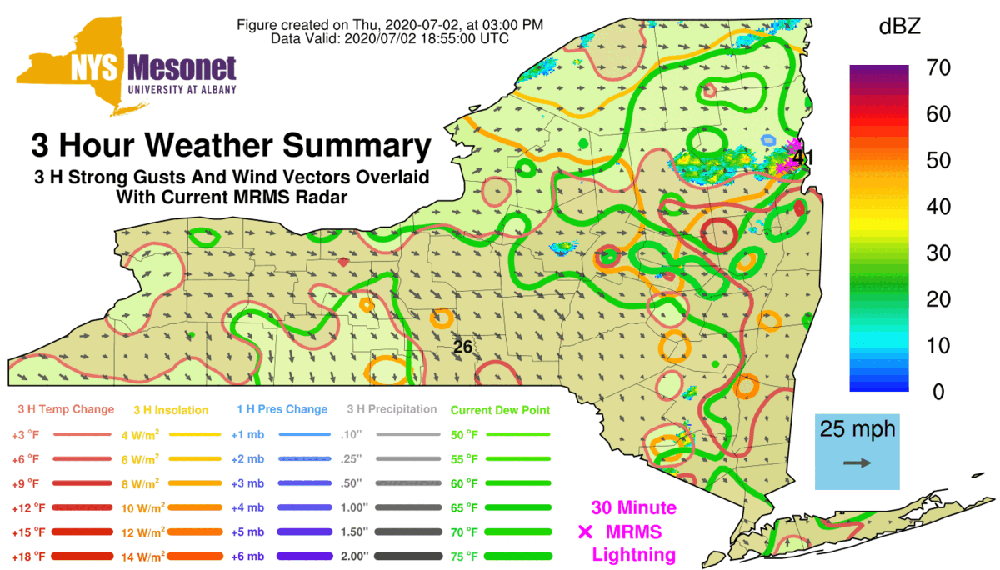 Figure created on Thu, 2020-07-02, at 03:00 PM
Data Valid: 2020/07/02 18:55:00 UTC
NYS Mesonet
UNIVERSITY AT ALBANY
3 Hour Weather Summary
3 H Strong Gusts And Wind Vectors Overlaid
With Current MRMS Radar
dBZ
70
60
50
40
30
20
10
0
41
26
3 H Temp Change 3 H Insolation 1 H Pres Change 3 H Precipitation Current Dew Point
+3 °F 4 W/m² +1 mb .10" 50 °F
+6 °F 6 W/m² +2 mb .25" 55 °F
+9 °F 8 W/m² +3 mb .50" 60 °F
+12 °F 10 W/m² +4 mb 1.00" 65 °F
+15 °F 12 W/m² +5 mb 1.50" 70 °F
+18 °F 14 W/m² +6 mb 2.00" 75 °F
25 mph
30 Minute
MRMS
Lightning